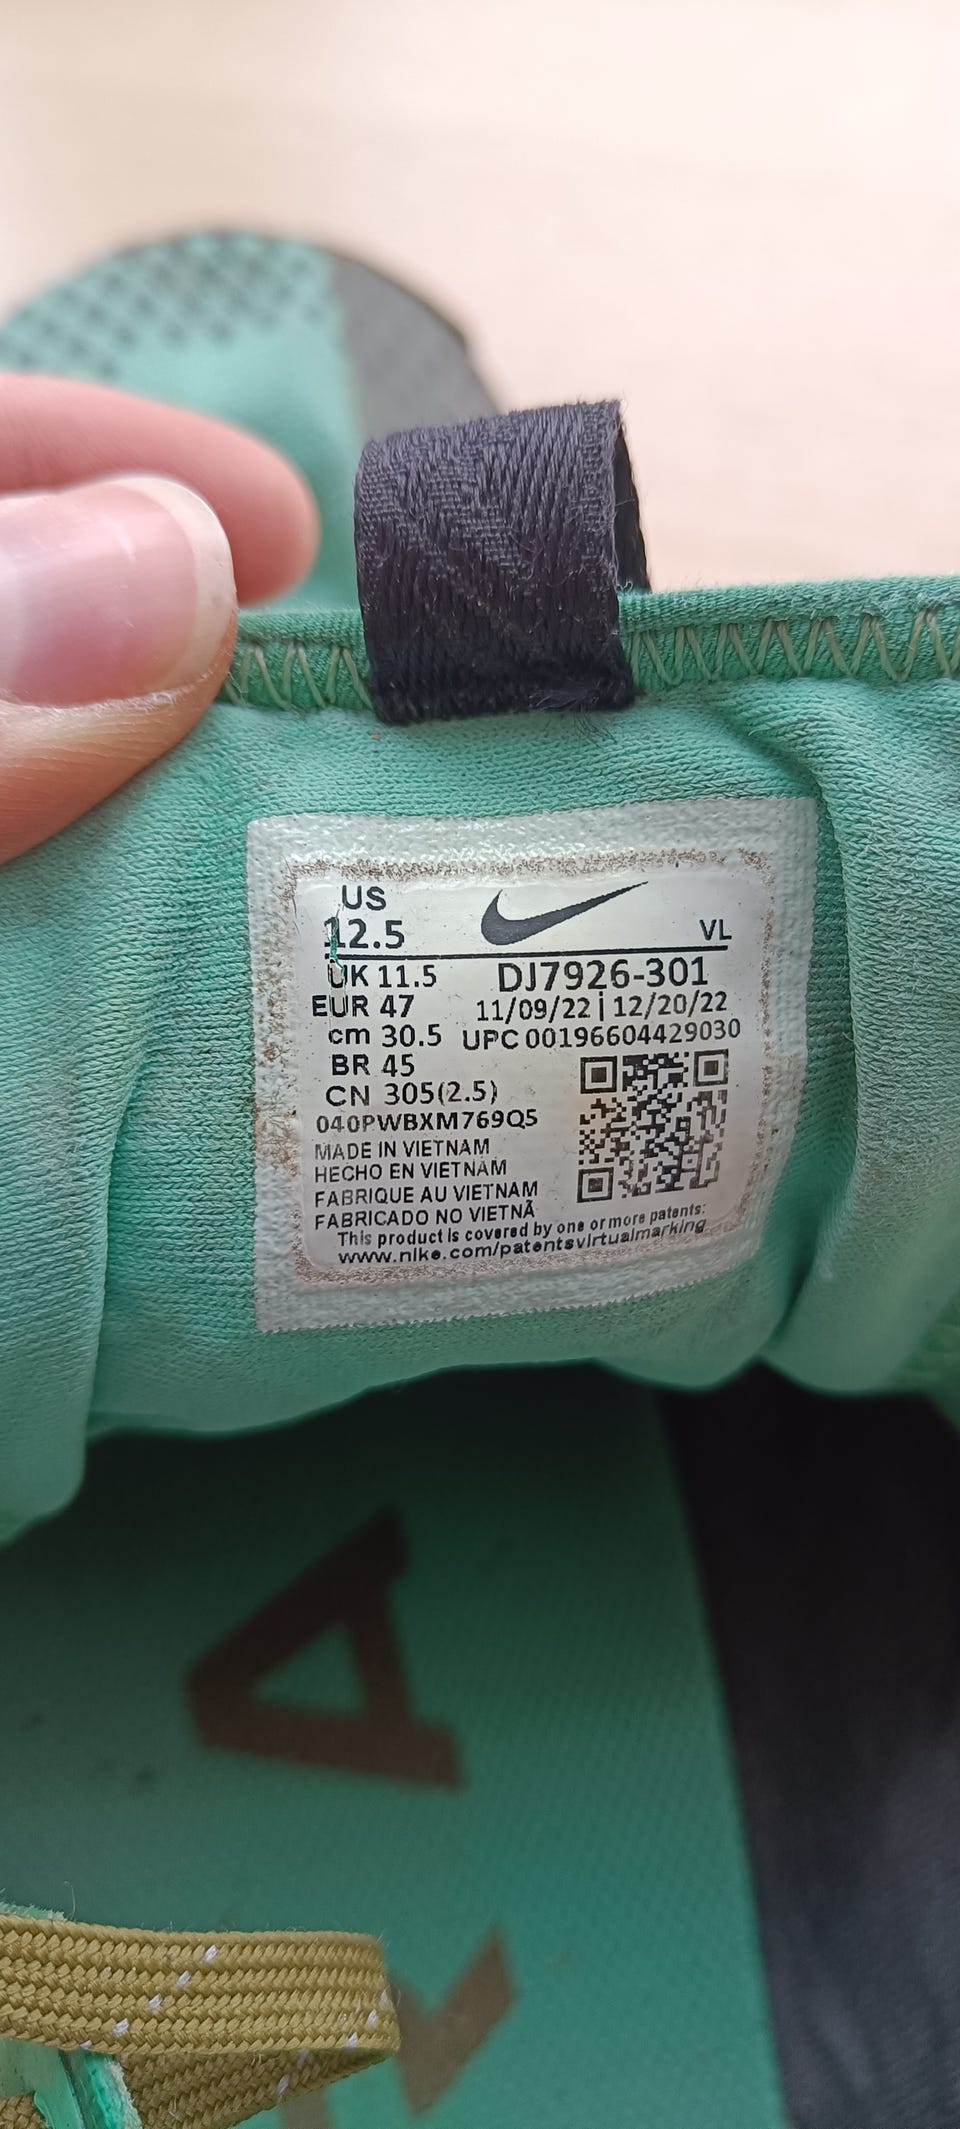 US
12.5
VL
UK 11.5
DJ7926-301
EUR 47
11/09/22 | 12/20/22
cm 30.5
UPC 00196604429030
BR 45
CN 305(2.5)
040PWBXM769Q5
MADE IN VIETNAM
HECHO EN VIETNAM
FABRIQUE AU VIETNAM
FABRICADO NO VIETNÃ
This product is covered by one or more patents:
www.nike.com/patentsvirtualmarking